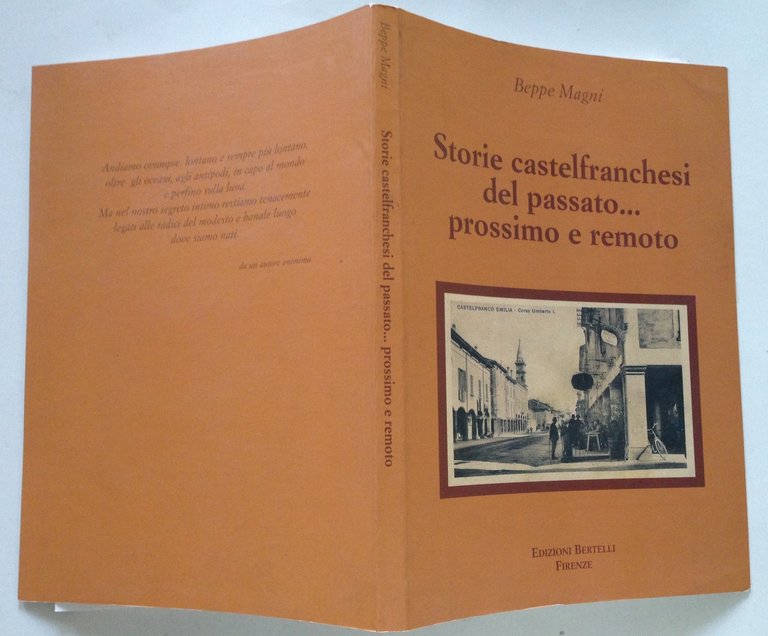 Andiamo ovunque: lontano e sempre più lontano,
oltre gli oceani, agli antipodi, in capo al mondo
e perfino sulla luna.
Ma nel nostro segreto intimo restiamo tenacemente
legati alle radici del modesto e banale luogo
dove siamo nati
da un autore anonimo
Beppe Magni
Storie castelfranchesi del passato... prossimo e remoto
Beppe Magni
Storie castelfranchesi
del passato...
prossimo e remoto
CASTELFRANCO EMILIA - Corso Umberto I.
EDIZIONI BERTELLI
FIRENZE